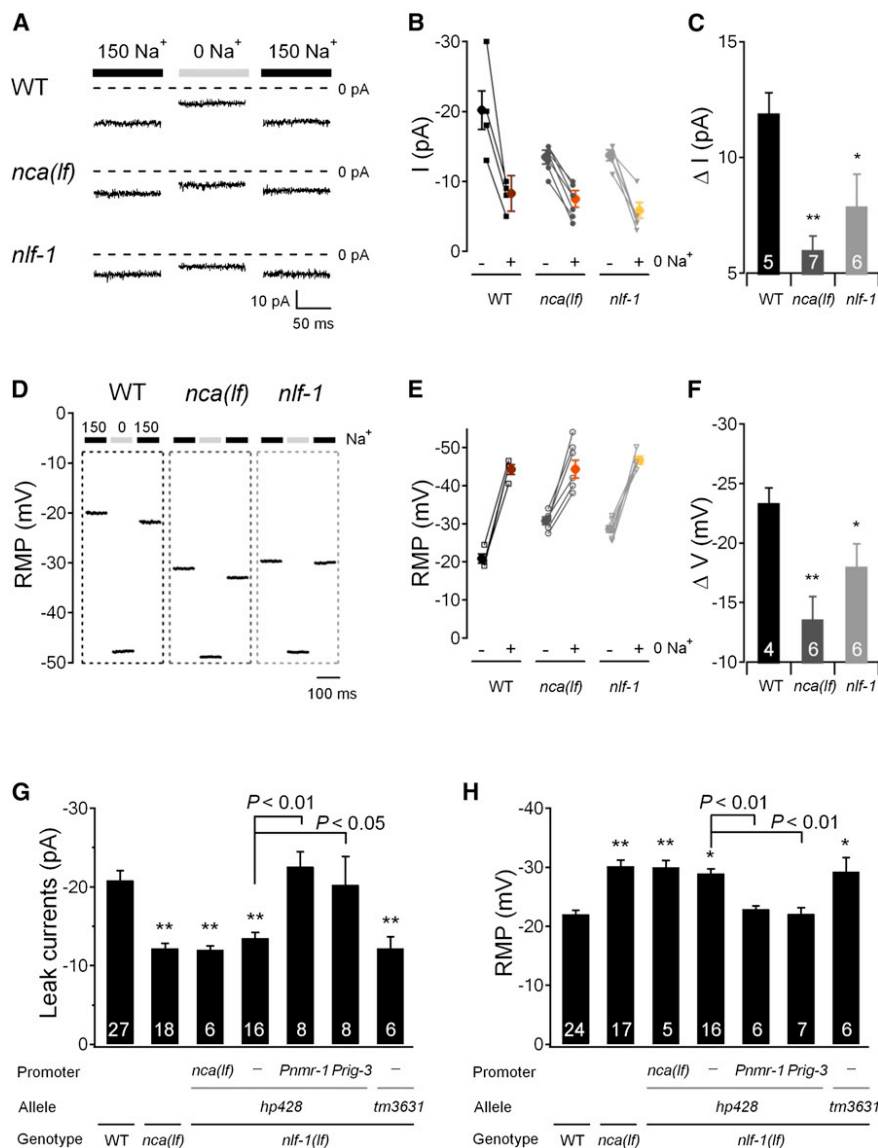 A
150 Na+ 0 Na+ 150 Na+
WT
0 pA
nca(lf)
0 pA
nlf-1
0 pA
10 pA
50 ms
B
-30
-20
-10
0
I (pA)
- + - + - + 0 Na+
WT nca(lf) nlf-1
C
15
10
5
Δ I (pA)
**
*
5 7 6
WT nca(lf) nlf-1
D
WT nca(lf) nlf-1
0
-10
-20
-30
-40
-50
RMP (mV)
150 0 150
Na+
100 ms
E
-50
-40
-30
-20
-10
0
RMP (mV)
- + - + - + 0 Na+
WT nca(lf) nlf-1
F
-30
-25
-20
-15
-10
Δ V (mV)
**
*
4 6 6
WT nca(lf) nlf-1
G
-30
-20
-10
0
Leak currents (pA)
P < 0.01
P < 0.05
** ** ** **
27 18 6 16 8 8 6
Promoter nca(lf) – Pnmr-1 Prig-3 –
Allele hp428 tm3631
Genotype WT nca(lf) nlf-1(lf)
H
-40
-30
-20
-10
0
RMP (mV)
P < 0.01
P < 0.01
** ** * *
24 17 5 16 6 7 6
Promoter nca(lf) – Pnmr-1 Prig-3 –
Allele hp428 tm3631
Genotype WT nca(lf) nlf-1(lf)